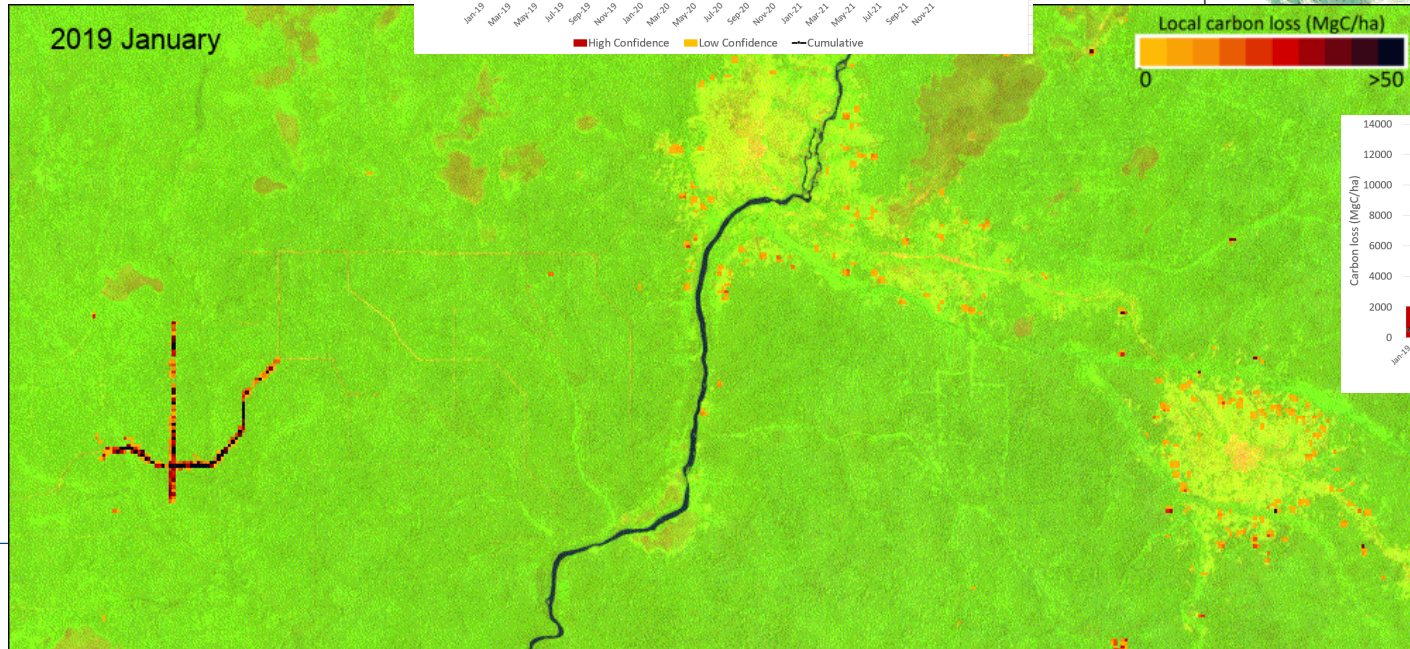 Jan-19 Mar-19 May-19 Jul-19 Sep-19 Nov-19 Jan-20 Mar-20 May-20 Jul-20 Sep-20 Nov-20 Jan-21 Mar-21 May-21 Jul-21 Sep-21 Nov-21
High Confidence Low Confidence Cumulative
2019 January
Local carbon loss (MgC/ha)
0 >50
Carbon loss (MgC/ha)
14000
12000
10000
8000
6000
4000
2000
0
Jan-19